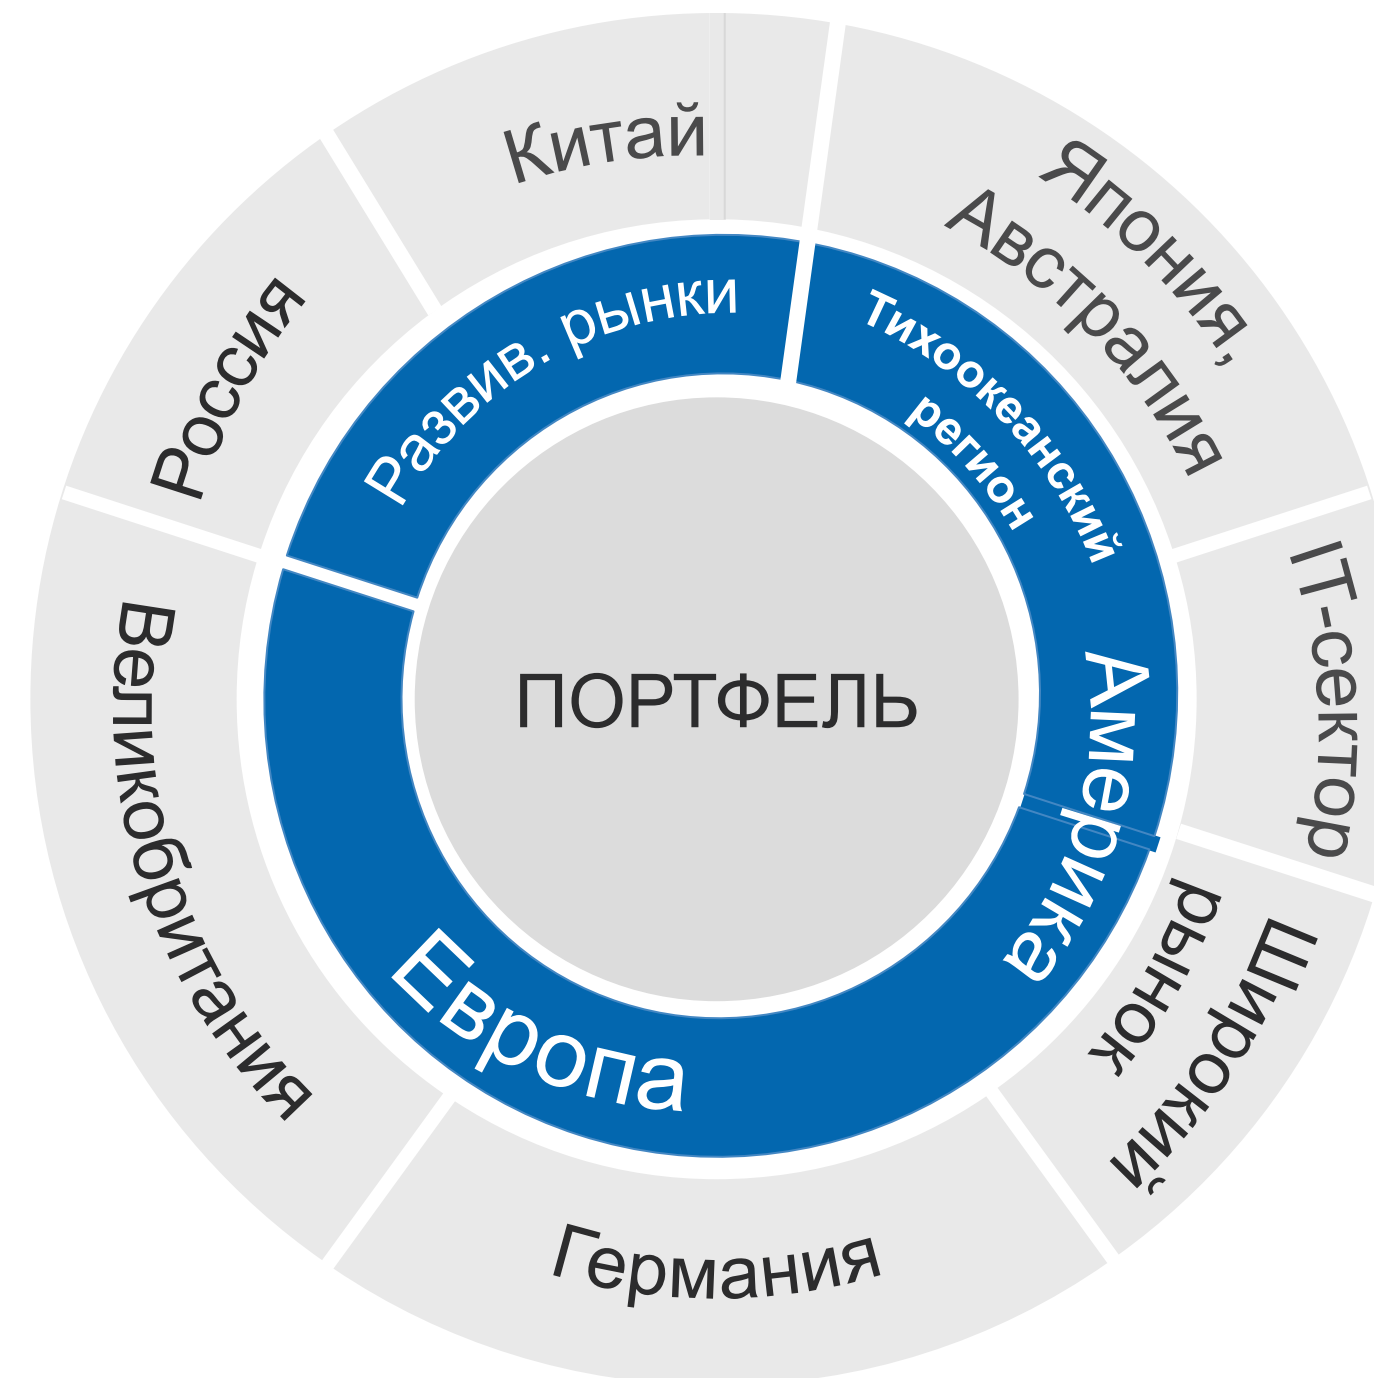 Китай
Япония,
Австралия
IT-сектор
Широкий
рынок
Германия
Великобритания
Россия
Развив. рынки
Тихоокеанский
регион
Америка
Европа
ПОРТФЕЛЬ